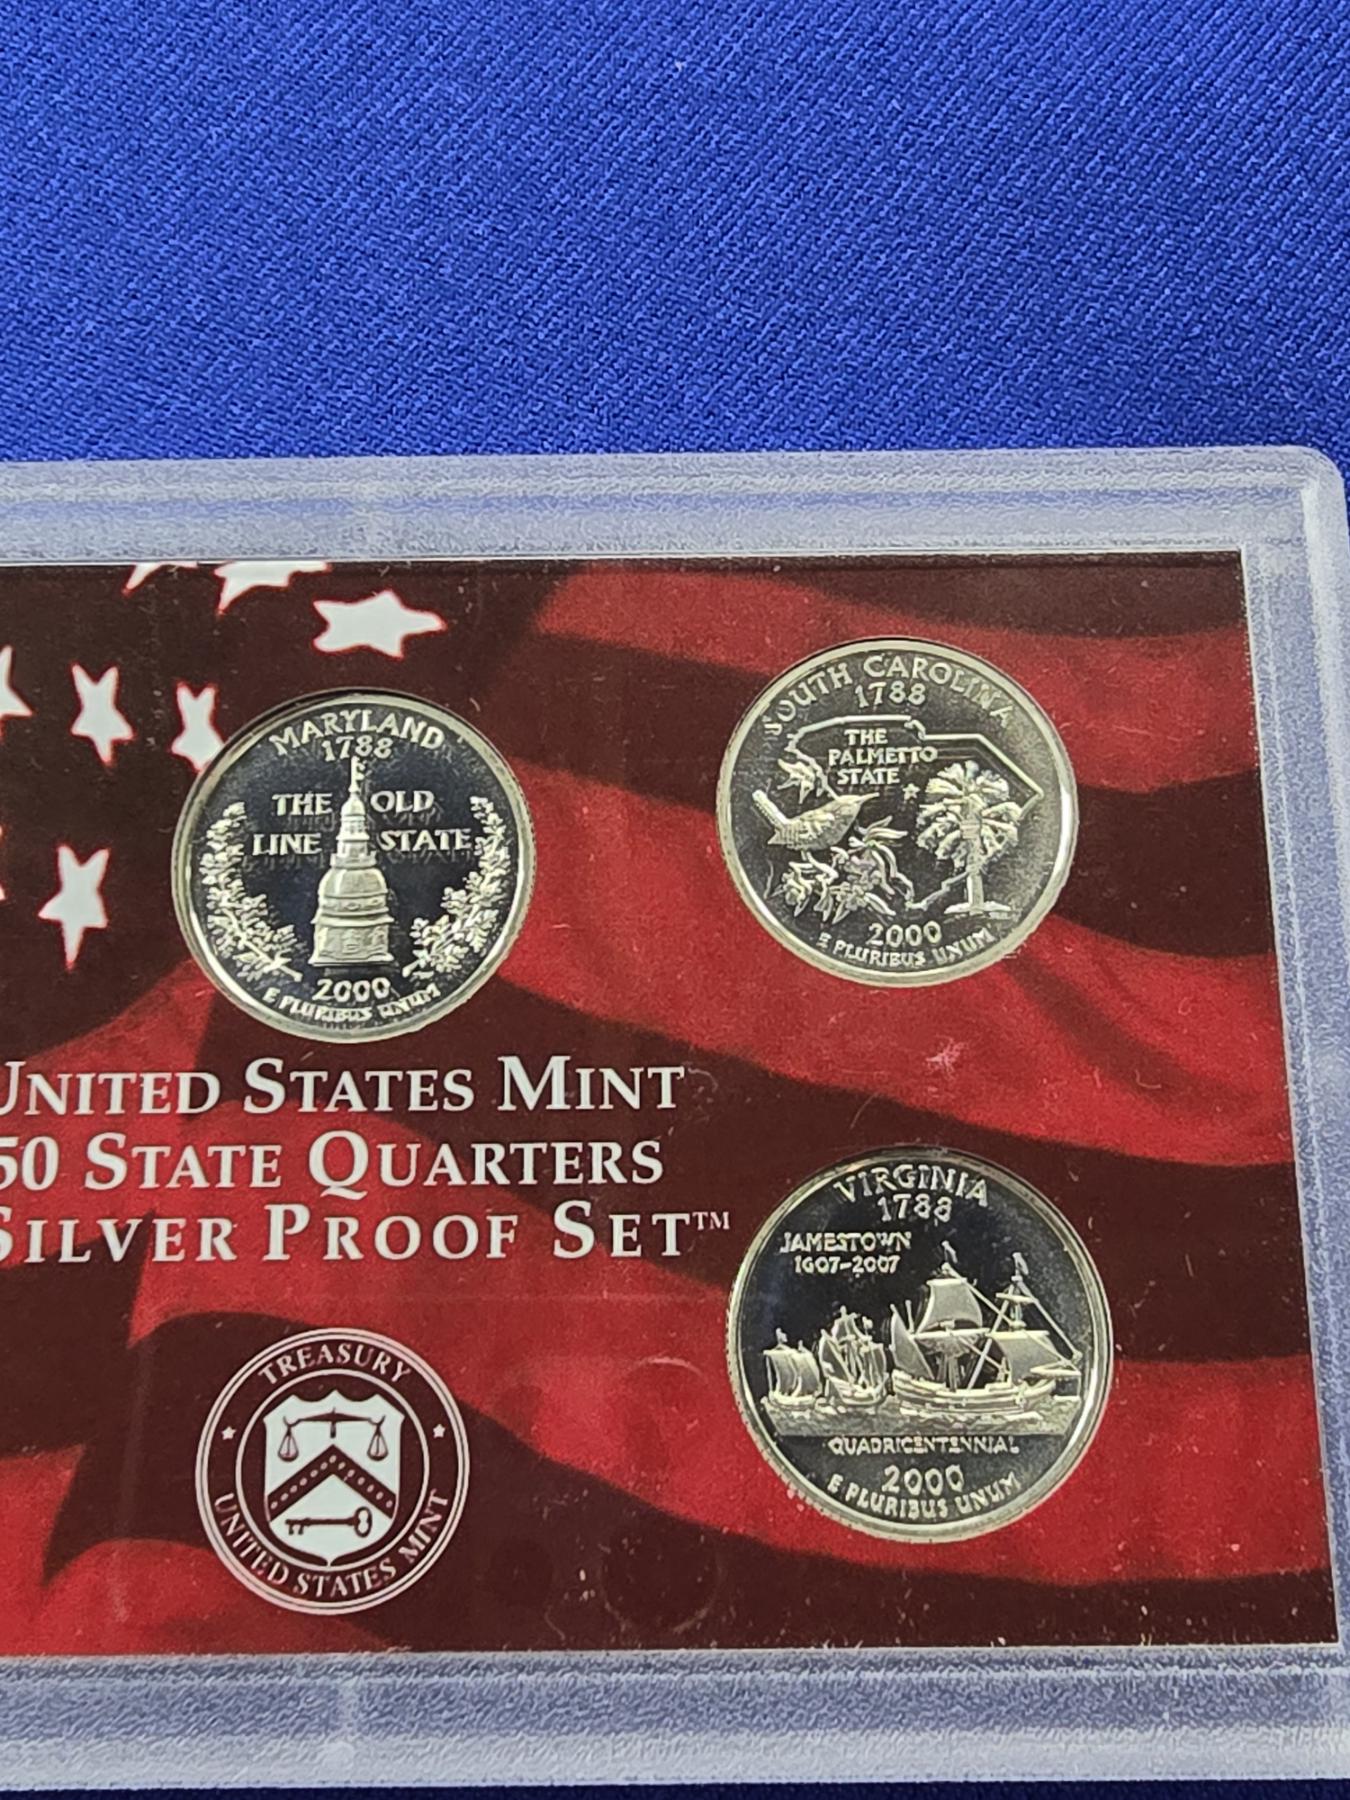 MARYLAND
1788
THE OLD
LINE STATE
2000
E PLURIBUS UNUM
SOUTH CAROLINA
1788
THE
PALMETTO
STATE
2000
E PLURIBUS UNUM
UNITED STATES MINT
50 STATE QUARTERS
SILVER PROOF SET™
VIRGINIA
1788
JAMESTOWN
1607-2007
QUADRICENTENNIAL
2000
E PLURIBUS UNUM
TREASURY
UNITED STATES MINT